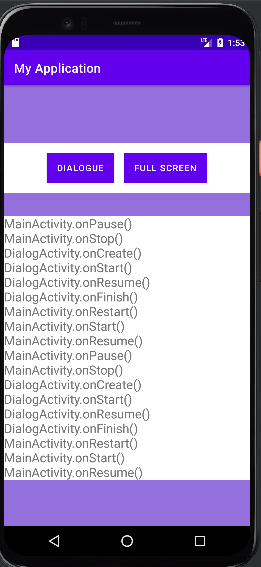 LTE
1:53
My Application
DIALOGUE
FULL SCREEN
MainActivity.onPause()
MainActivity.onStop()
DialogActivity.onCreate()
DialogActivity.onStart()
DialogActivity.onResume()
DialogActivity.onFinish()
MainActivity.onRestart()
MainActivity.onStart()
MainActivity.onResume()
MainActivity.onPause()
MainActivity.onStop()
DialogActivity.onCreate()
DialogActivity.onStart()
DialogActivity.onResume()
DialogActivity.onFinish()
MainActivity.onRestart()
MainActivity.onStart()
MainActivity.onResume()